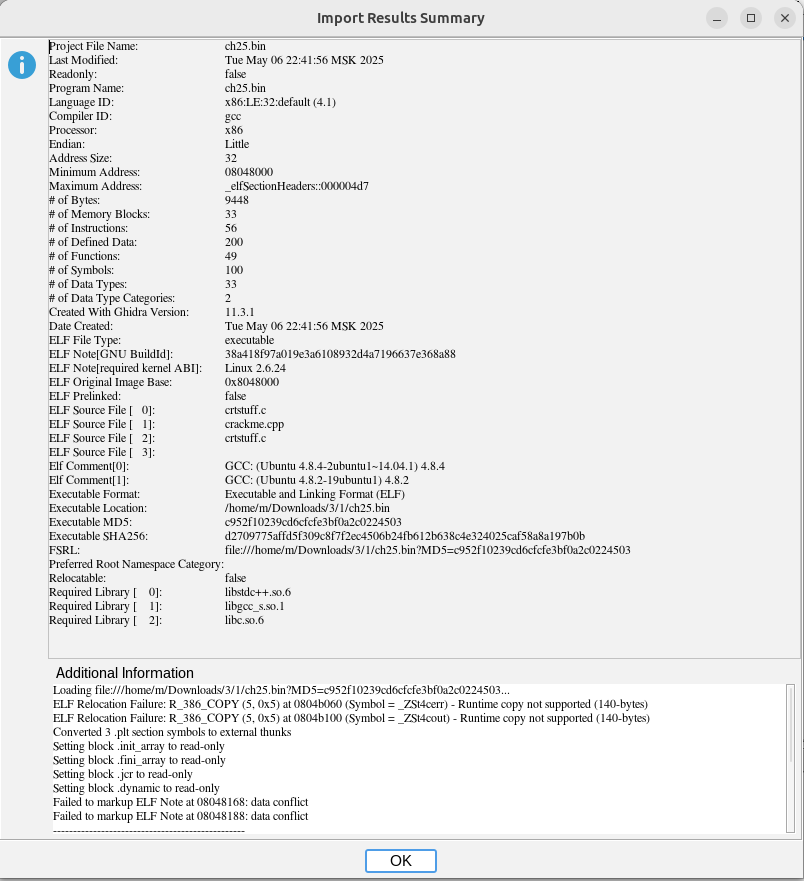 Import Results Summary
Project File Name: ch25.bin
Last Modified: Tue May 06 22:41:56 MSK 2025
Readonly: false
Program Name: ch25.bin
Language ID: x86:LE:32:default (4.1)
Compiler ID: gcc
Processor: x86
Endian: Little
Address Size: 32
Minimum Address: 08048000
Maximum Address: _elfSectionHeaders::000004d7
# of Bytes: 9448
# of Memory Blocks: 33
# of Instructions: 56
# of Defined Data: 200
# of Functions: 49
# of Symbols: 100
# of Data Types: 33
# of Data Type Categories: 2
Created With Ghidra Version: 11.3.1
Date Created: Tue May 06 22:41:56 MSK 2025
ELF File Type: executable
ELF Note[GNU BuildId]: 38a418f97a019e3a6108932d4a7196637e368a88
ELF Note[required kernel ABI]: Linux 2.6.24
ELF Original Image Base: 0x8048000
ELF Prelinked: false
ELF Source File [ 0]: crtstuff.c
ELF Source File [ 1]: crackme.cpp
ELF Source File [ 2]: crtstuff.c
ELF Source File [ 3]:
Elf Comment[0]: GCC: (Ubuntu 4.8.4-2ubuntu1~14.04.1) 4.8.4
Elf Comment[1]: GCC: (Ubuntu 4.8.2-19ubuntu1) 4.8.2
Executable Format: Executable and Linking Format (ELF)
Executable Location: /home/m/Downloads/3/1/ch25.bin
Executable MD5: c952f10239cd6cfcfe3bf0a2c0224503
Executable SHA256: d2709775affd5f309c8f7f2ec4506b24fb612b638c4e324025caf58a8a197b0b
FSRL: file:///home/m/Downloads/3/1/ch25.bin?MD5=c952f10239cd6cfcfe3bf0a2c0224503
Preferred Root Namespace Category:
Relocatable: false
Required Library [ 0]: libstdc++.so.6
Required Library [ 1]: libgcc_s.so.1
Required Library [ 2]: libc.so.6
Additional Information
Loading file:///home/m/Downloads/3/1/ch25.bin?MD5=c952f10239cd6cfcfe3bf0a2c0224503...
ELF Relocation Failure: R_386_COPY (5, 0x5) at 0804b060 (Symbol = _ZSt4cerr) - Runtime copy not supported (140-bytes)
ELF Relocation Failure: R_386_COPY (5, 0x5) at 0804b100 (Symbol = _ZSt4cout) - Runtime copy not supported (140-bytes)
Converted 3 .plt section symbols to external thunks
Setting block .init_array to read-only
Setting block .fini_array to read-only
Setting block .jcr to read-only
Setting block .dynamic to read-only
Failed to markup ELF Note at 08048168: data conflict
Failed to markup ELF Note at 08048188: data conflict
------------------------------------------------
OK